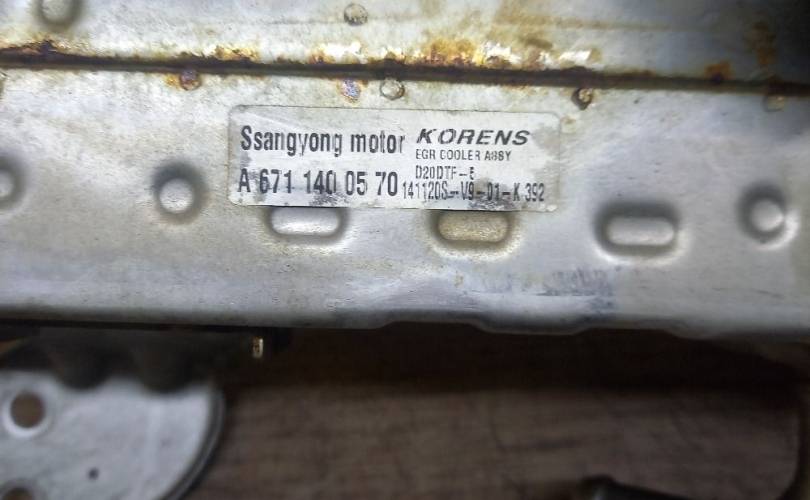 Ssangyong motor KORENS
EGR COOLER ASSY
D20DTF-E
A 671 140 05 70 141120S-V9-01-K 392